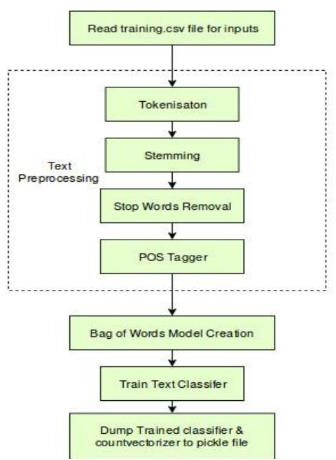 Read training.csv file for inputs
Text
Preprocessing
Tokenisaton
Stemming
Stop Words Removal
POS Tagger
Bag of Words Model Creation
Train Text Classifer
Dump Trained classifier &
countvectorizer to pickle file